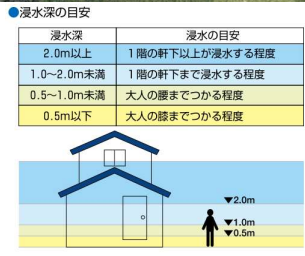 ●浸水深の目安
浸水深 浸水の目安
2.0m以上 1階の軒下以上が浸水する程度
1.0～2.0m未満 1階の軒下まで浸水する程度
0.5～1.0m未満 大人の腰までつかる程度
0.5m以下 大人の膝までつかる程度
▼2.0m
▼1.0m
▼0.5m